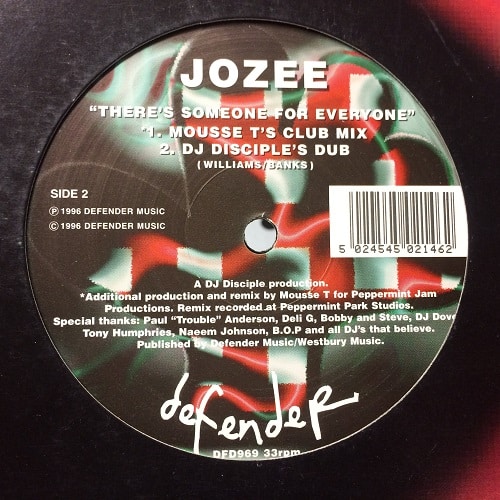 JOZEE
“THERE’S SOMEONE FOR EVERYONE”
*1. MOUSSE T’S CLUB MIX
2. DJ DISCIPLE’S DUB
(WILLIAMS/BANKS)
SIDE 2
℗ 1996 DEFENDER MUSIC
© 1996 DEFENDER MUSIC
5 024545 021462
A DJ Disciple production.
*Additional production and remix by Mousse T for Peppermint Jam
Productions. Remix recorded at Peppermint Park Studios.
Special thanks: Paul “Trouble” Anderson, Deli G, Bobby and Steve, DJ Dove
Tony Humphries, Naeem Johnson, B.O.P and all DJ’s that believe.
Published by Defender Music/Westbury Music.
defender
DFD969 33rpm